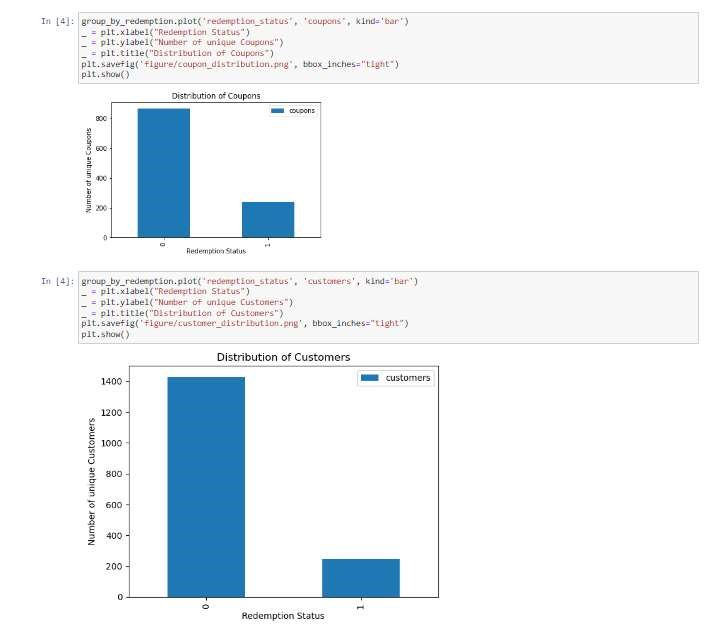 In [4]: group_by_redemption.plot('redemption_status', 'coupons', kind='bar')
_ = plt.xlabel("Redemption Status")
_ = plt.ylabel("Number of unique Coupons")
_ = plt.title("Distribution of Coupons")
plt.savefig('figure/coupon_distribution.png', bbox_inches="tight")
plt.show()
Distribution of Coupons
coupons
Number of unique Coupons
800
600
400
200
0
0
1
Redemption Status
In [4]: group_by_redemption.plot('redemption_status', 'customers', kind='bar')
_ = plt.xlabel("Redemption Status")
_ = plt.ylabel("Number of unique Customers")
_ = plt.title("Distribution of Customers")
plt.savefig('figure/customer_distribution.png', bbox_inches="tight")
plt.show()
Distribution of Customers
customers
Number of unique Customers
1400
1200
1000
800
600
400
200
0
0
1
Redemption Status